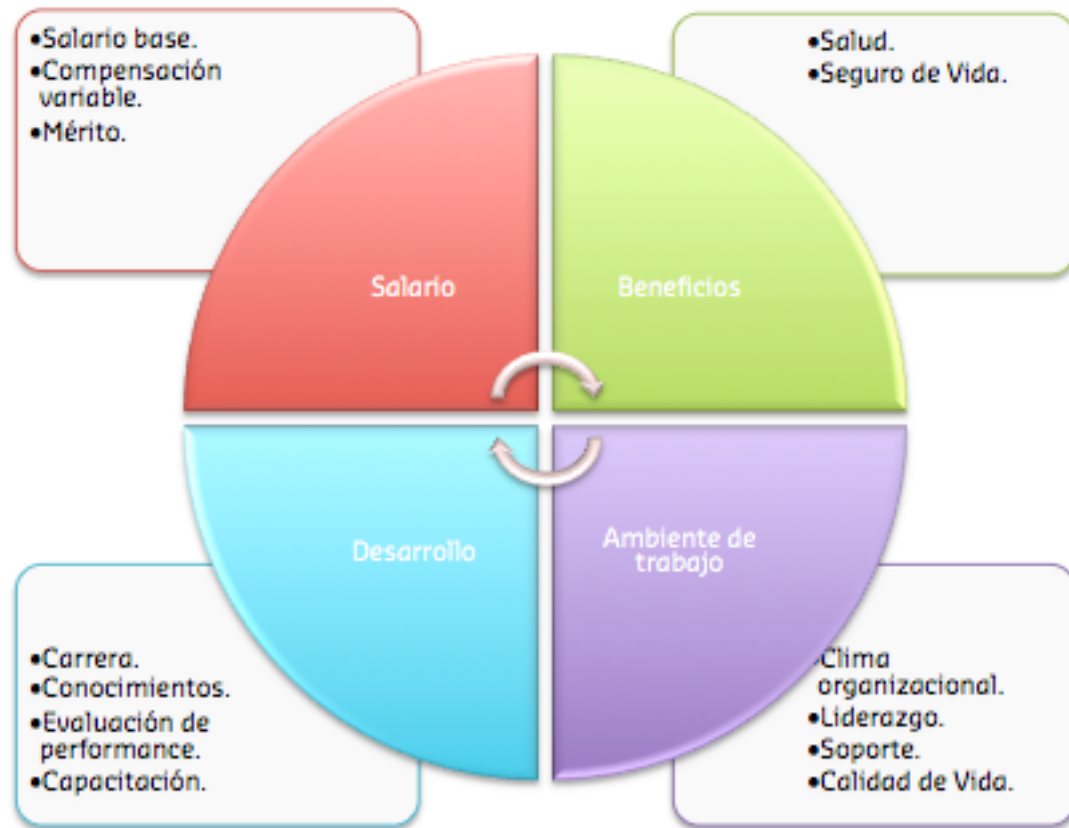 •Salario base.
•Compensación
variable.
•Mérito.
•Salud.
•Seguro de Vida.
Salario
Beneficios
Desarrollo
Ambiente de
trabajo
•Carrera.
•Conocimientos.
•Evaluación de
performance.
•Capacitación.
•Clima
organizacional.
•Liderazgo.
•Soporte.
•Calidad de Vida.